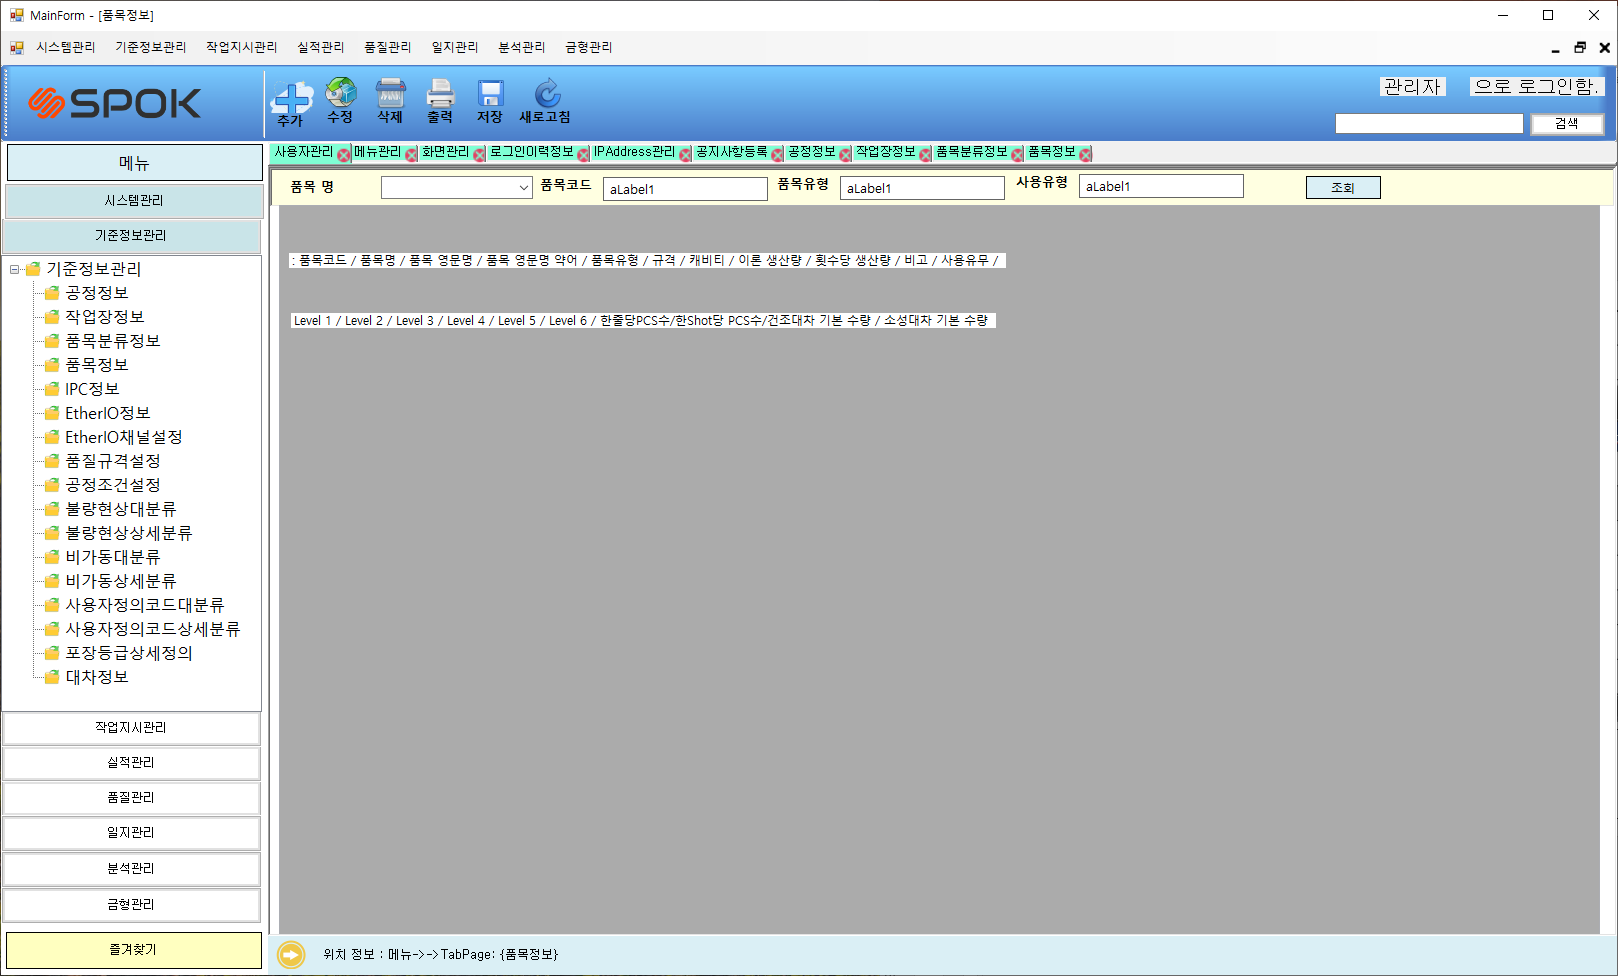 MainForm - [품목정보]
시스템관리 기준정보관리 작업지시관리 실적관리 품질관리 일지관리 분석관리 금형관리
SPOK
추가 수정 삭제 출력 저장 새로고침
관리자 으로 로그인함.
검색
메뉴
시스템관리
기준정보관리
기준정보관리
공정정보
작업장정보
품목분류정보
품목정보
IPC정보
EtherIO정보
EtherIO채널설정
품질규격설정
공정조건설정
불량현상대분류
불량현상상세분류
비가동대분류
비가동상세분류
사용자정의코드대분류
사용자정의코드상세분류
포장등급상세정의
대차정보
작업지시관리
실적관리
품질관리
일지관리
분석관리
금형관리
즐겨찾기
사용자관리 메뉴관리 화면관리 로그인이력정보 IPAddress관리 공지사항등록 공정정보 작업장정보 품목분류정보 품목정보
품목 명 품목코드 aLabel1 품목유형 aLabel1 사용유형 aLabel1 조회
: 품목코드 / 품목명 / 품목 영문명 / 품목 영문명 약어 / 품목유형 / 규격 / 캐비티 / 이론 생산량 / 횟수당 생산량 / 비고 / 사용유무 /
Level 1 / Level 2 / Level 3 / Level 4 / Level 5 / Level 6 / 한줄당PCS수/한Shot당 PCS수/건조대차 기본 수량 / 소성대차 기본 수량
위치 정보 : 메뉴->->TabPage: {품목정보}